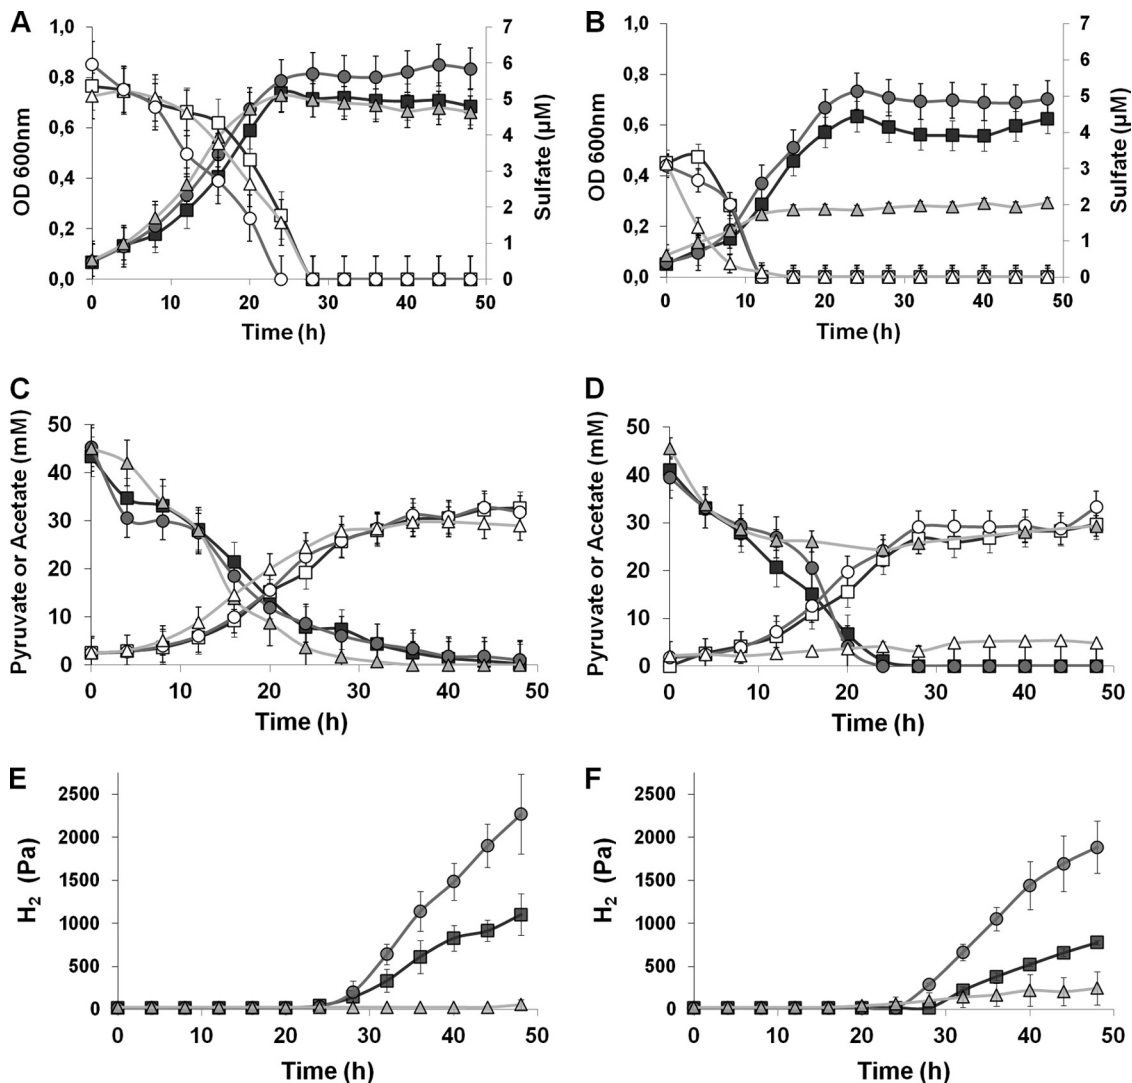 A
B
1,0
0,8
0,6
0,4
0,2
0,0
OD 600nm
7
6
5
4
3
2
1
0
Sulfate (µM)
0 10 20 30 40 50
Time (h)
1,0
0,8
0,6
0,4
0,2
0,0
OD 600nm
7
6
5
4
3
2
1
0
Sulfate (µM)
0 10 20 30 40 50
Time (h)
C
D
50
40
30
20
10
0
Pyruvate or Acetate (mM)
0 10 20 30 40 50
Time (h)
50
40
30
20
10
0
Pyruvate or Acetate (mM)
0 10 20 30 40 50
Time (h)
E
F
2500
2000
1500
1000
500
0
H2 (Pa)
0 10 20 30 40 50
Time (h)
2500
2000
1500
1000
500
0
H2 (Pa)
0 10 20 30 40 50
Time (h)